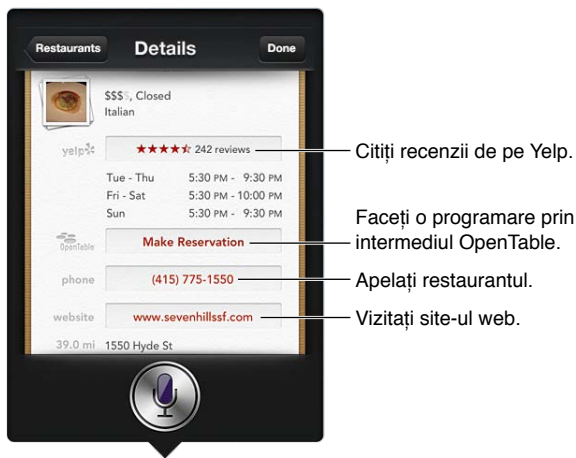 Restaurants Details Done
$$$$, Closed
Italian
yelp 242 reviews
Citiți recenzii de pe Yelp.
Tue - Thu 5:30 PM - 9:30 PM
Fri - Sat 5:30 PM - 10:00 PM
Sun 5:30 PM - 9:30 PM
OpenTable Make Reservation
Faceți o programare prin
intermediul OpenTable.
phone (415) 775-1550
Apelați restaurantul.
website www.sevenhillssf.com
Vizitați site-ul web.
39.0 mi 1550 Hyde St